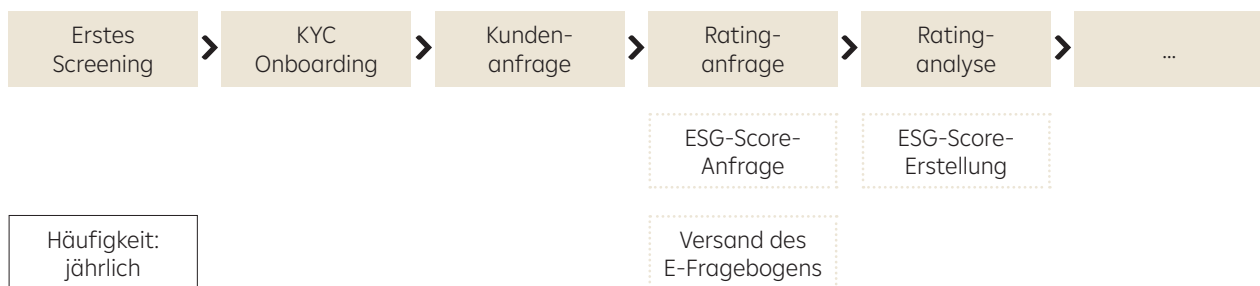 Erstes
Screening
KYC
Onboarding
Kunden-
anfrage
Rating-
anfrage
Rating-
analyse
...
ESG-Score-
Anfrage
ESG-Score-
Erstellung
Häufigkeit:
jährlich
Versand des
E-Fragebogens